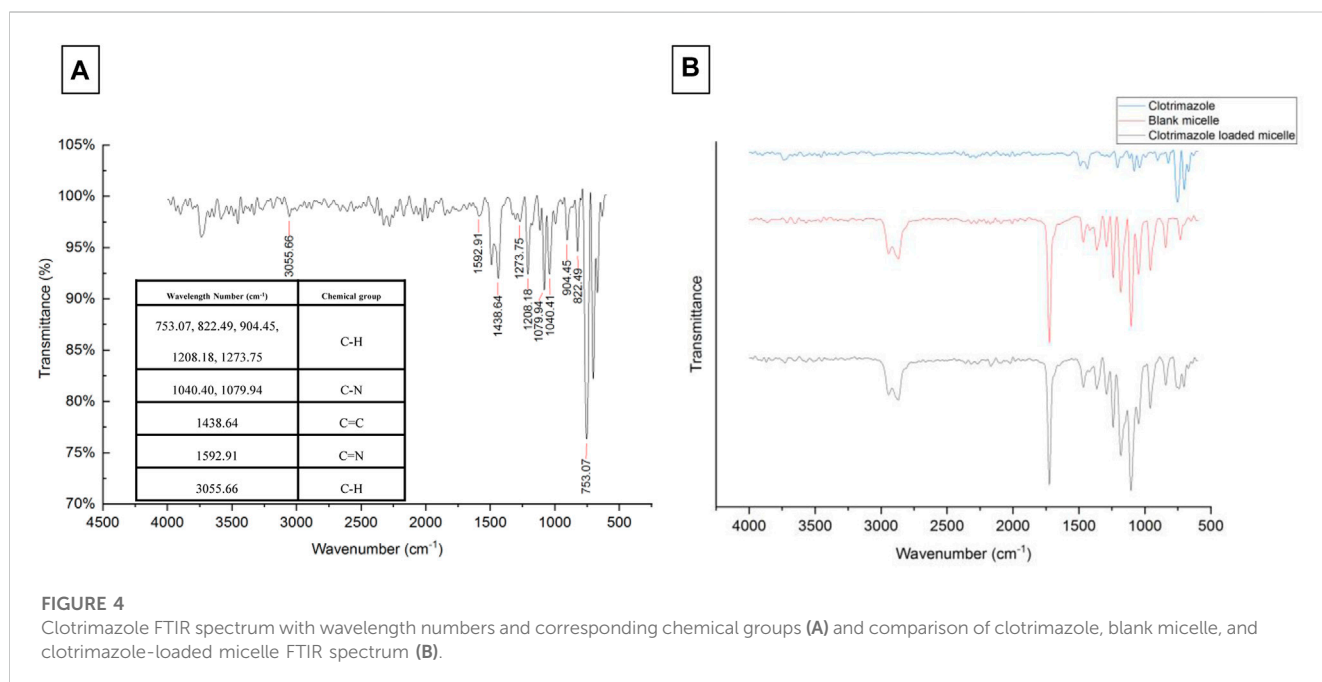 A
105%
100%
95%
90%
85%
80%
75%
70%
Transmittance (%)
3055.66
1592.91
1438.64
1273.75
1208.18
1079.94
1040.41
904.45
822.49
753.07
Wavelength Number (cm⁻¹) Chemical group
753.07, 822.49, 904.45,
1208.18, 1273.75
C-H
1040.40, 1079.94 C-N
1438.64 C=C
1592.91 C=N
3055.66 C-H
4500 4000 3500 3000 2500 2000 1500 1000 500
Wavenumber (cm⁻¹)
B
Clotrimazole
Blank micelle
Clotrimazole loaded micelle
Transmittance
4000 3500 3000 2500 2000 1500 1000 500
Wavenumber (cm⁻¹)
FIGURE 4
Clotrimazole FTIR spectrum with wavelength numbers and corresponding chemical groups (A) and comparison of clotrimazole, blank micelle, and
clotrimazole-loaded micelle FTIR spectrum (B).